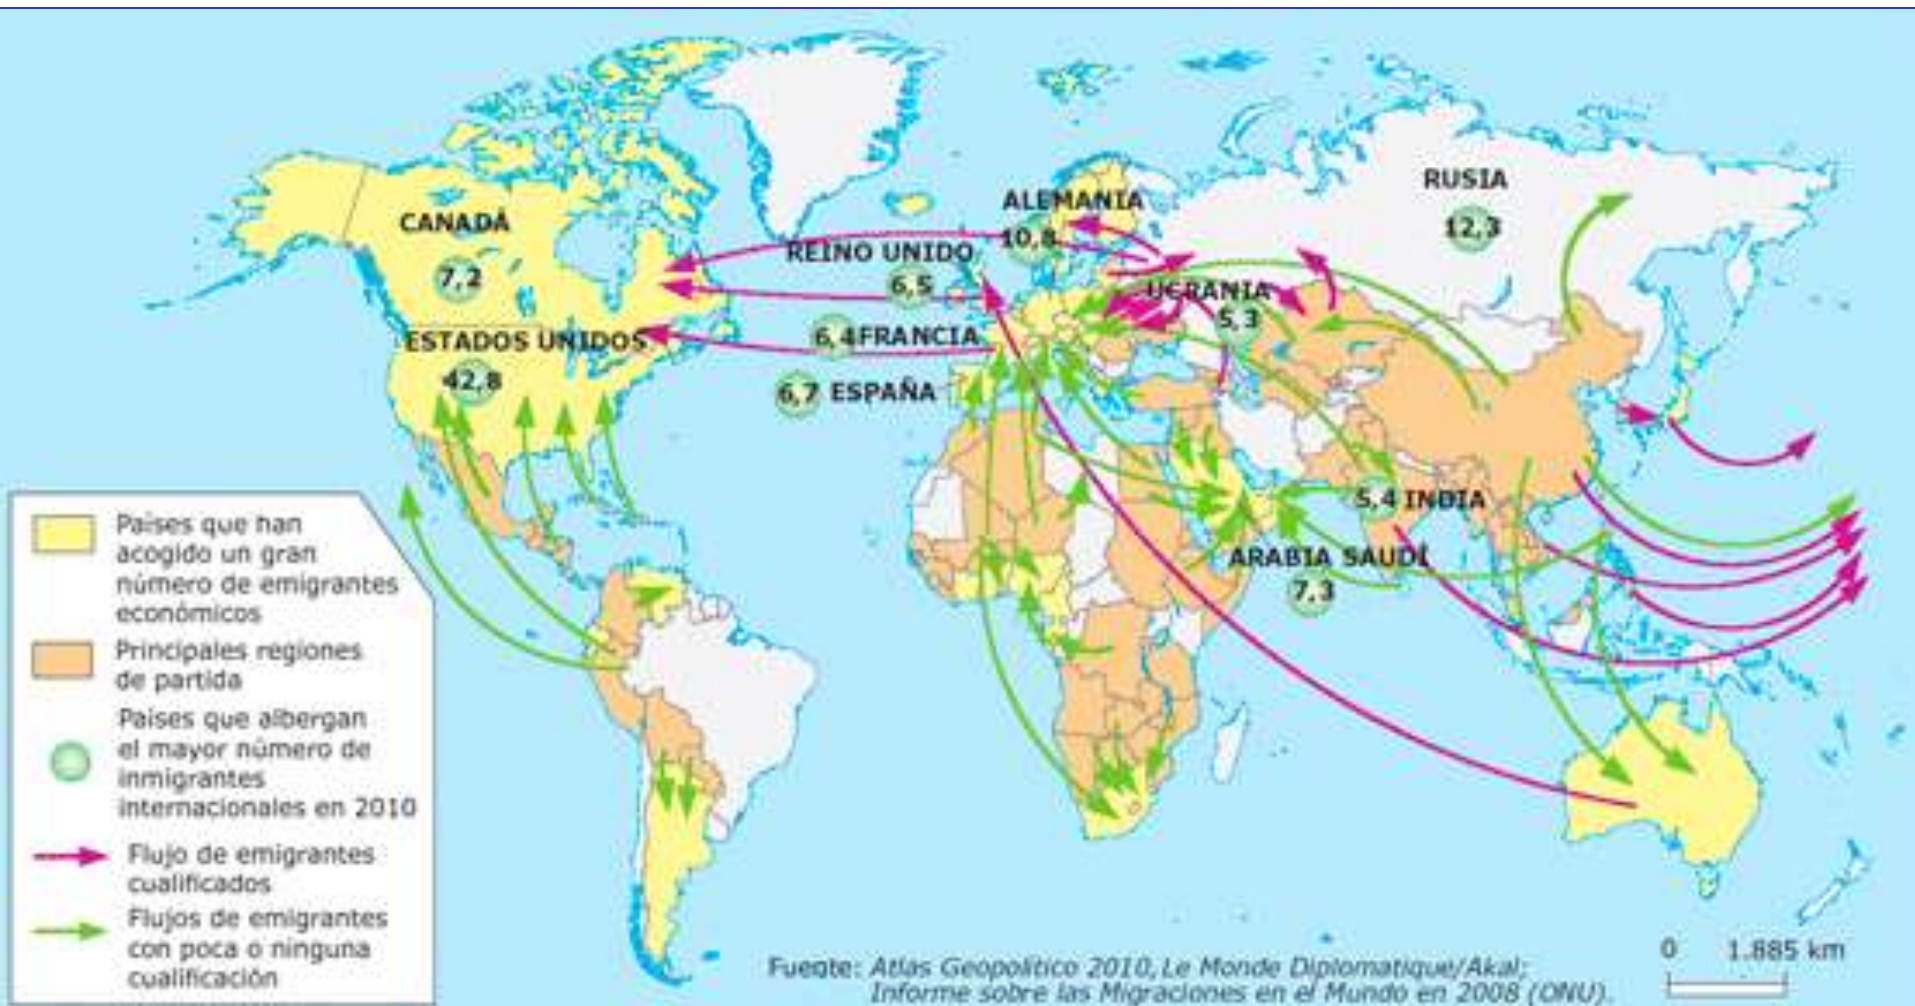 CANADÁ
7,2
ESTADOS UNIDOS
42,8
ALEMANIA
10,8
REINO UNIDO
6,5
6,4 FRANCIA
6,7 ESPAÑA
UCRANIA
5,3
RUSIA
12,3
5,4 INDIA
ARABIA SAUDÍ
7,3
Países que han
acogido un gran
número de emigrantes
económicos
Principales regiones
de partida
Países que albergan
el mayor número de
inmigrantes
internacionales en 2010
Flujo de emigrantes
cualificados
Flujos de emigrantes
con poca o ninguna
cualificación
0 1.885 km
Fuente: Atlas Geopolítico 2010, Le Monde Diplomatique/Akal;
Informe sobre las Migraciones en el Mundo en 2008 (ONU).